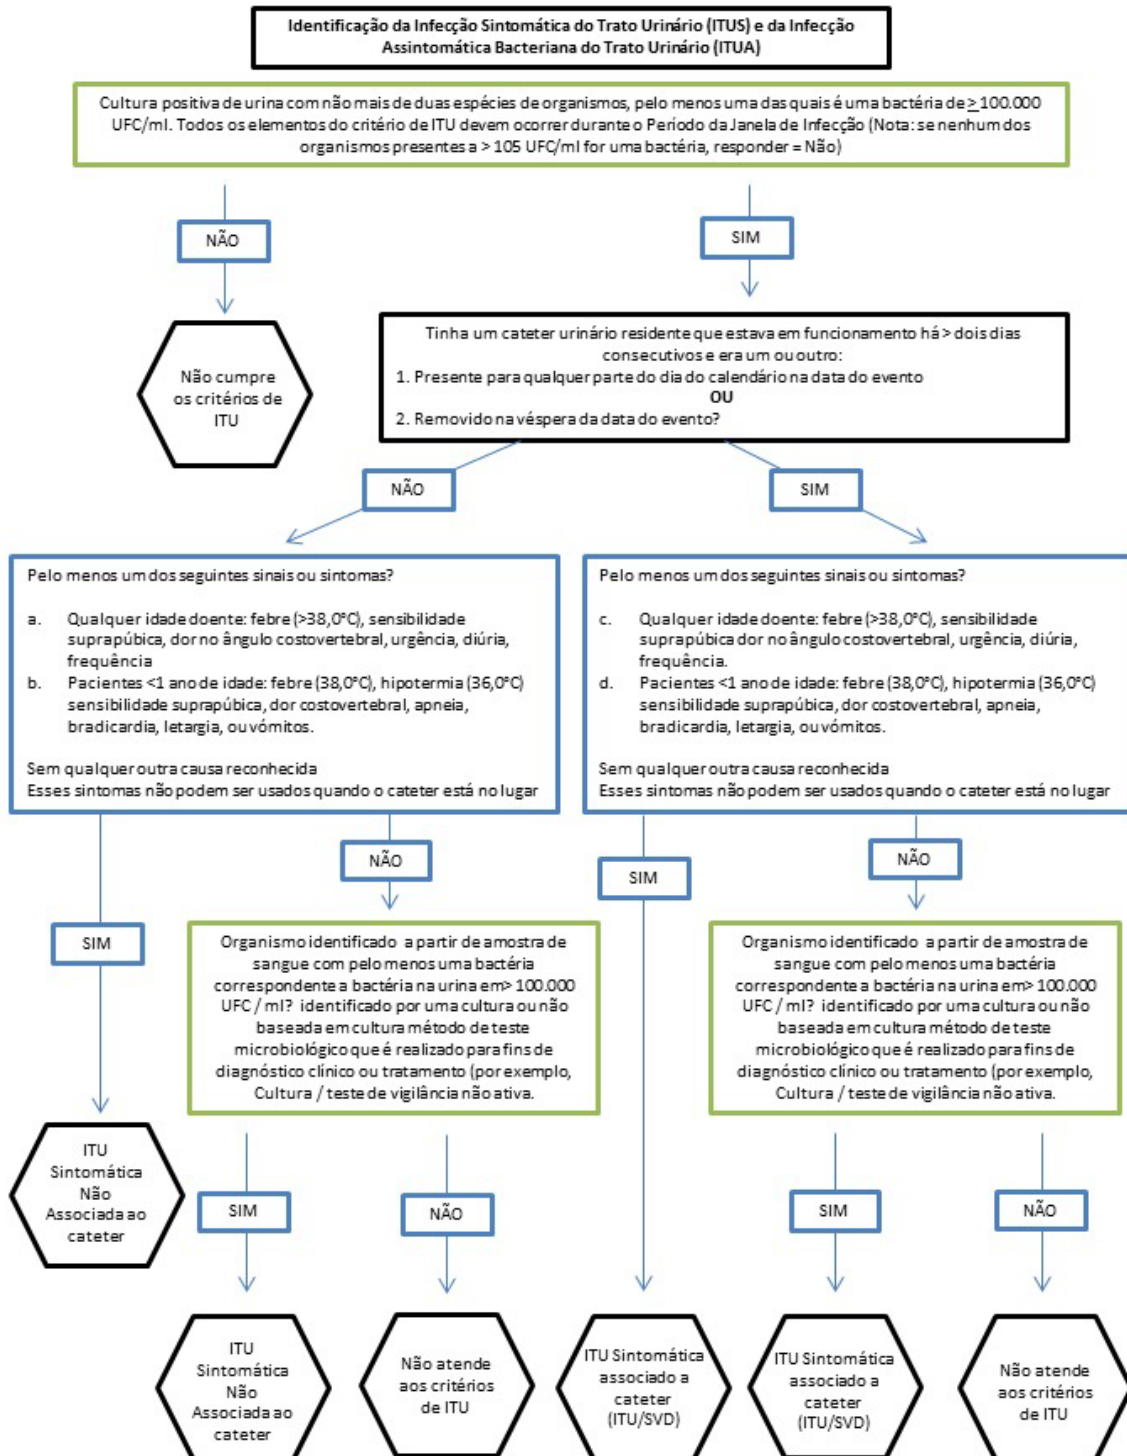 Identificação da Infecção Sintomática do Trato Urinário (ITUS) e da Infecção
Assintomática Bacteriana do Trato Urinário (ITUA)
Cultura positiva de urina com não mais de duas espécies de organismos, pelo menos uma das quais é uma bactéria de ≥ 100.000
UFC/ml. Todos os elementos do critério de ITU devem ocorrer durante o Período da Janela de Infecção (Nota: se nenhum dos
organismos presentes a > 105 UFC/ml for uma bactéria, responder = Não)
NÃO
SIM
Não cumpre
os critérios de
ITU
Tinha um cateter urinário residente que estava em funcionamento há > dois dias
consecutivos e era um ou outro:
1. Presente para qualquer parte do dia do calendário na data do evento
OU
2. Removido na véspera da data do evento?
NÃO
SIM
Pelo menos um dos seguintes sinais ou sintomas?
a. Qualquer idade doente: febre (>38,0°C), sensibilidade
suprapúbica, dor no ângulo costovertebral, urgência, diúria,
frequência
b. Pacientes <1 ano de idade: febre (38,0°C), hipotermia (36,0°C)
sensibilidade suprapúbica, dor costovertebral, apneia,
bradicardia, letargia, ou vómitos.
Sem qualquer outra causa reconhecida
Esses sintomas não podem ser usados quando o cateter está no lugar
Pelo menos um dos seguintes sinais ou sintomas?
c. Qualquer idade doente: febre (>38,0°C), sensibilidade
suprapúbica dor no ângulo costovertebral, urgência, diúria,
frequência.
d. Pacientes <1 ano de idade: febre (38,0°C), hipotermia (36,0°C)
sensibilidade suprapúbica, dor costovertebral, apneia,
bradicardia, letargia, ou vómitos.
Sem qualquer outra causa reconhecida
Esses sintomas não podem ser usados quando o cateter está no lugar
NÃO
SIM
NÃO
SIM
Organismo identificado a partir de amostra de
sangue com pelo menos uma bactéria
correspondente a bactéria na urina em> 100.000
UFC / ml? identificado por uma cultura ou não
baseada em cultura método de teste
microbiológico que é realizado para fins de
diagnóstico clínico ou tratamento (por exemplo,
Cultura / teste de vigilância não ativa.
Organismo identificado a partir de amostra de
sangue com pelo menos uma bactéria
correspondente a bactéria na urina em> 100.000
UFC / ml? identificado por uma cultura ou não
baseada em cultura método de teste
microbiológico que é realizado para fins de
diagnóstico clínico ou tratamento (por exemplo,
Cultura / teste de vigilância não ativa.
ITU
Sintomática
Não
Associada ao
cateter
SIM
NÃO
SIM
NÃO
ITU
Sintomática
Não
Associada ao
cateter
Não atende
aos critérios
de ITU
ITU Sintomática
associado a
cateter
(ITU/SVD)
ITU Sintomática
associado a
cateter
(ITU/SVD)
Não atende
aos critérios
de ITU